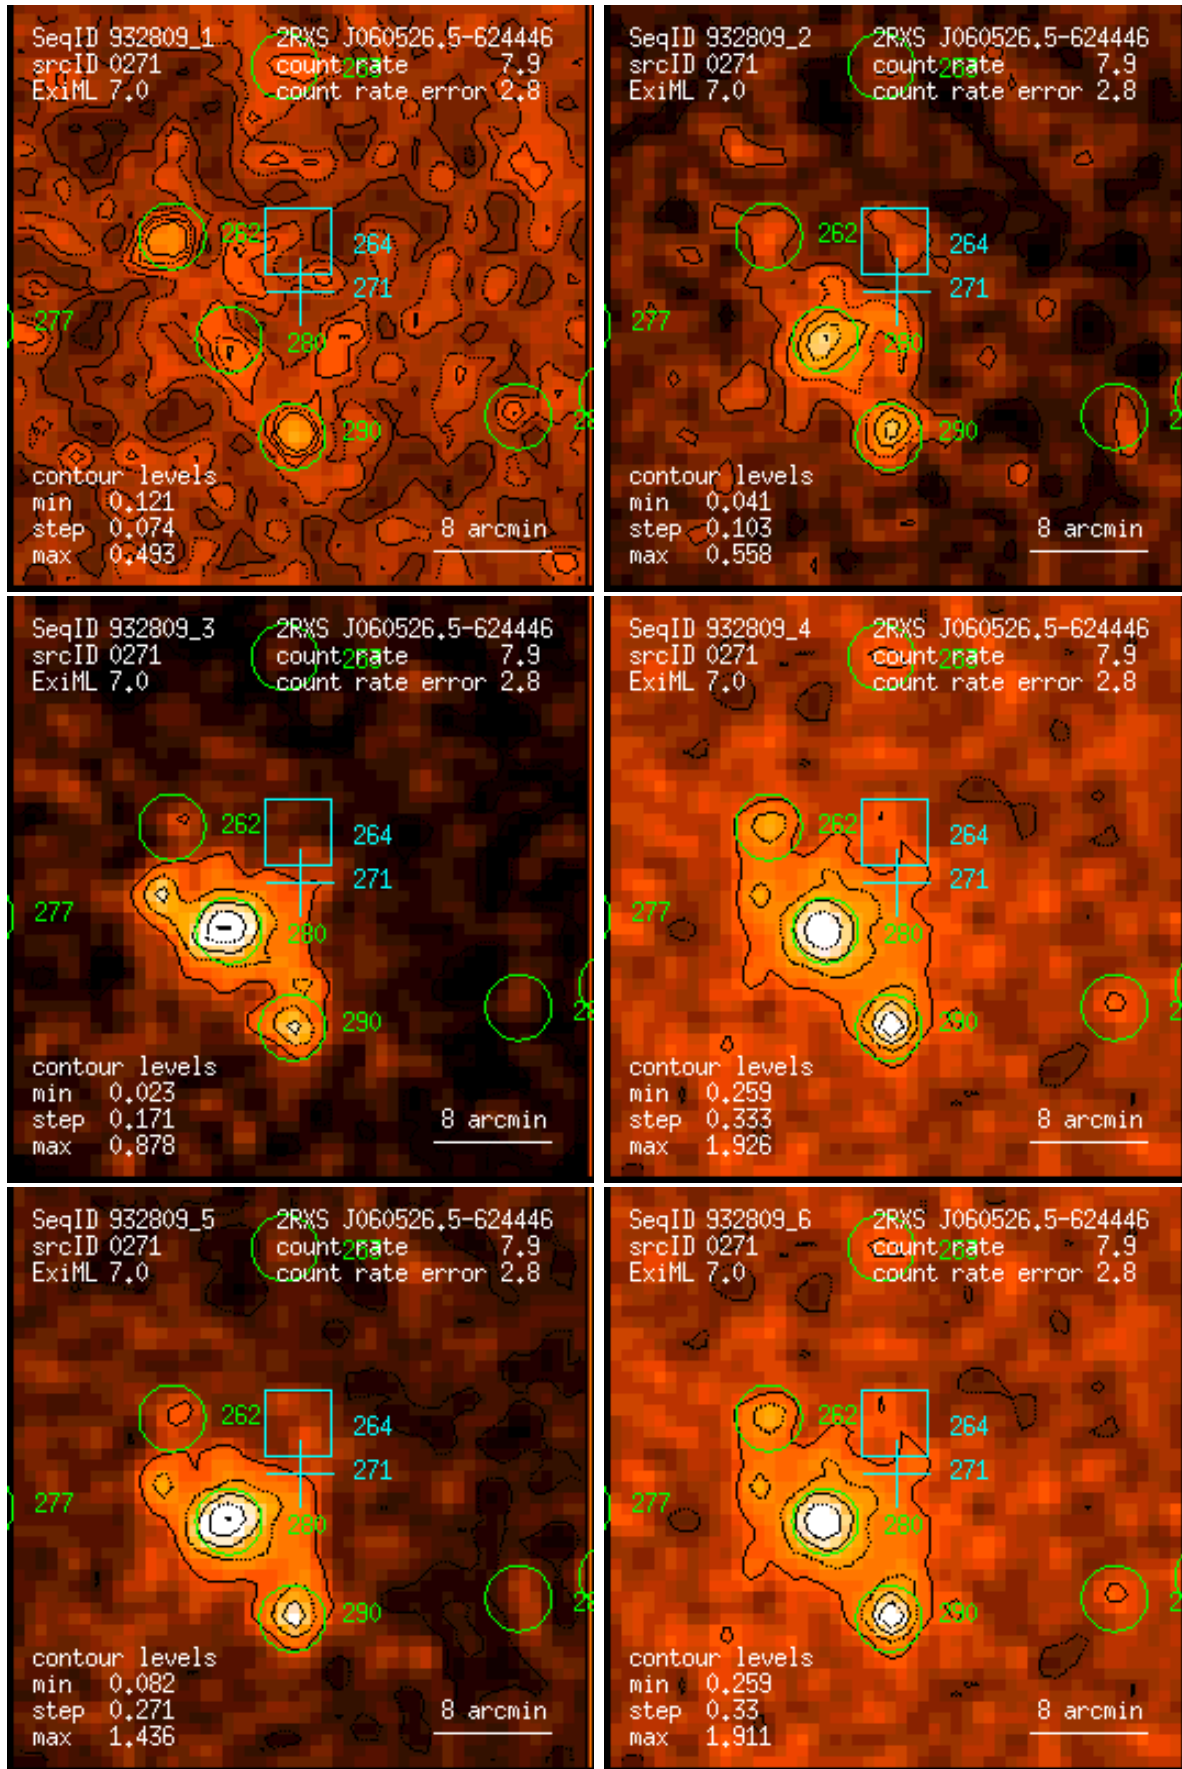 SeqID 932809_1 2RXS J060526.5-624446
srcID 0271 count rate 7.9
ExiML 7.0 count rate error 2.8
262
264
271
277
280
290
contour levels
min 0.121
step 0.074
max 0.493
8 arcmin
SeqID 932809_2 2RXS J060526.5-624446
srcID 0271 count rate 7.9
ExiML 7.0 count rate error 2.8
262
264
271
277
280
290
contour levels
min 0.041
step 0.103
max 0.558
8 arcmin
SeqID 932809_3 2RXS J060526.5-624446
srcID 0271 count rate 7.9
ExiML 7.0 count rate error 2.8
262
264
271
277
280
290
contour levels
min 0.023
step 0.171
max 0.878
8 arcmin
SeqID 932809_4 2RXS J060526.5-624446
srcID 0271 count rate 7.9
ExiML 7.0 count rate error 2.8
262
264
271
277
280
290
contour levels
min 0.259
step 0.333
max 1.926
8 arcmin
SeqID 932809_5 2RXS J060526.5-624446
srcID 0271 count rate 7.9
ExiML 7.0 count rate error 2.8
262
264
271
277
280
290
contour levels
min 0.082
step 0.271
max 1.436
8 arcmin
SeqID 932809_6 2RXS J060526.5-624446
srcID 0271 count rate 7.9
ExiML 7.0 count rate error 2.8
262
264
271
277
280
290
contour levels
min 0.259
step 0.33
max 1.911
8 arcmin